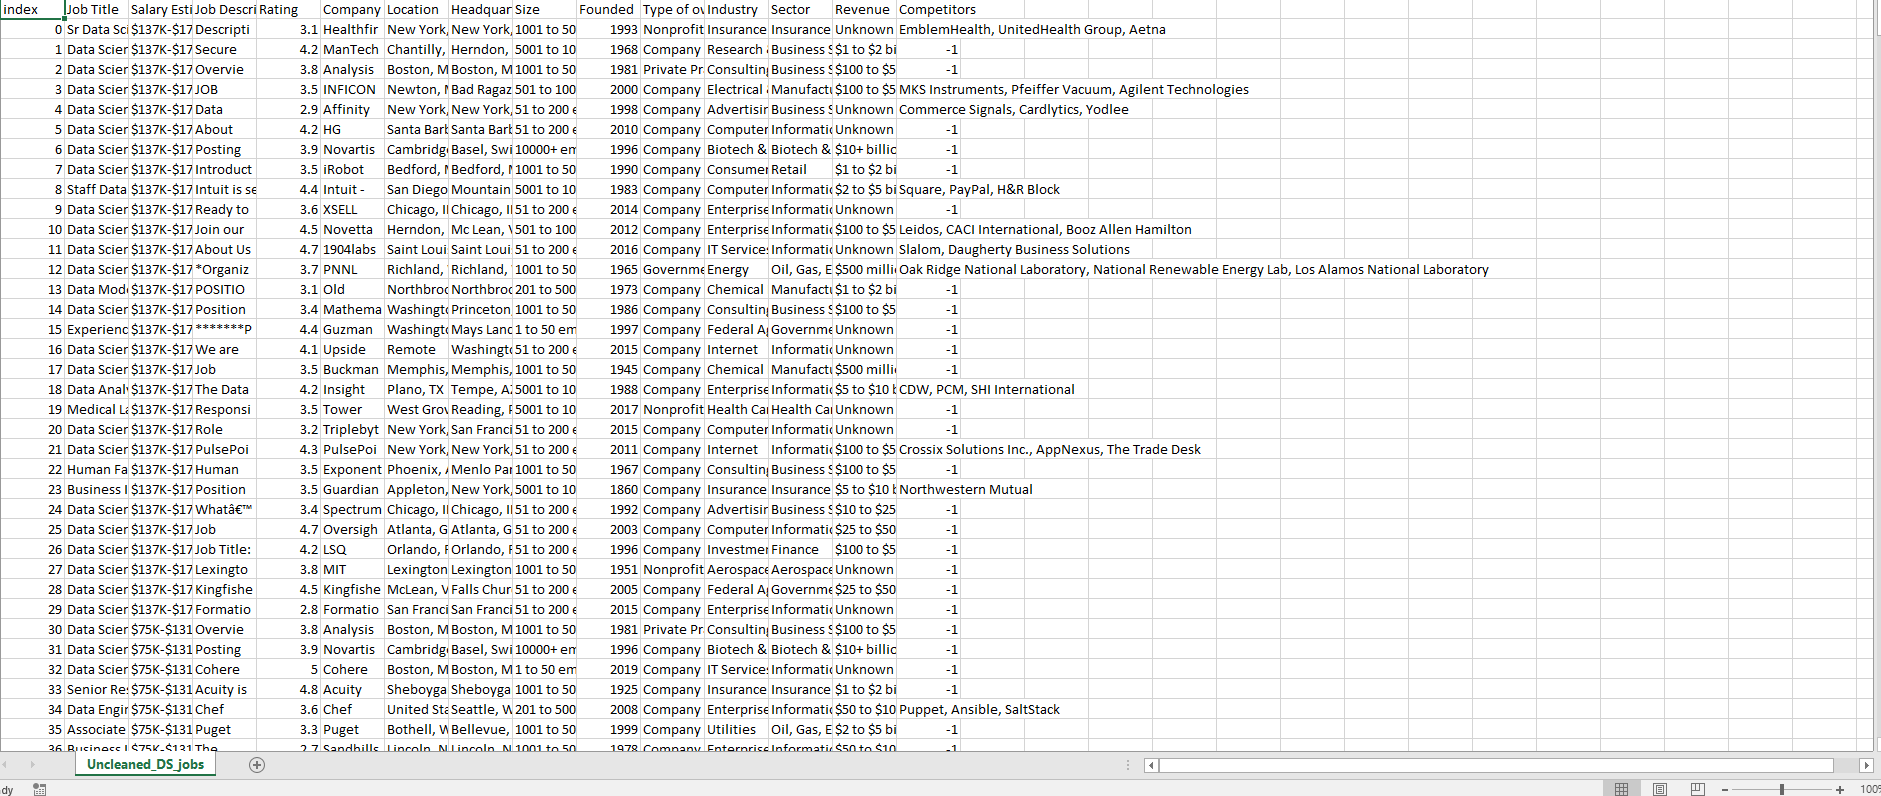 index Job Title Salary Esti Job Descri Rating Company Location Headquar Size Founded Type of ov Industry Sector Revenue Competitors
0 Sr Data Sci $137K-$17 Descripti 3.1 Healthfir New York, New York, 1001 to 50 1993 Nonprofit Insurance Insurance Unknown EmblemHealth, UnitedHealth Group, Aetna
1 Data Scier $137K-$17 Secure 4.2 ManTech Chantilly, Herndon, 5001 to 10 1968 Company Research Business S $1 to $2 bi -1
2 Data Scier $137K-$17 Overvie 3.8 Analysis Boston, M Boston, M 1001 to 50 1981 Private Pr Consulting Business S $100 to $5 -1
3 Data Scier $137K-$17 JOB 3.5 INFICON Newton, Bad Ragaz 501 to 100 2000 Company Electrical Manufactu $100 to $5 MKS Instruments, Pfeiffer Vacuum, Agilent Technologies
4 Data Scier $137K-$17 Data 2.9 Affinity New York, New York, 51 to 200 e 1998 Company Advertisin Business S Unknown Commerce Signals, Cardlytics, Yodlee
5 Data Scier $137K-$17 About 4.2 HG Santa Bark Santa Bark 51 to 200 e 2010 Company Computer Informatic Unknown -1
6 Data Scier $137K-$17 Posting 3.9 Novartis Cambridge Basel, Swi 10000+ em 1996 Company Biotech & Biotech & $10+ billic -1
7 Data Scier $137K-$17 Introduct 3.5 iRobot Bedford, Bedford, 1001 to 50 1990 Company Consumer Retail $1 to $2 bi -1
8 Staff Data $137K-$17 Intuit is se 4.4 Intuit - San Diego Mountain 5001 to 10 1983 Company Computer Informatic $2 to $5 bi Square, PayPal, H&R Block
9 Data Scier $137K-$17 Ready to 3.6 XSELL Chicago, Il Chicago, Il 51 to 200 e 2014 Company Enterprise Informatic Unknown -1
10 Data Scier $137K-$17 Join our 4.5 Novetta Herndon, Mc Lean, 501 to 100 2012 Company Enterprise Informatic $100 to $5 Leidos, CACI International, Booz Allen Hamilton
11 Data Scier $137K-$17 About Us 4.7 1904labs Saint Loui Saint Loui 51 to 200 e 2016 Company IT Service Informatic Unknown Slalom, Daugherty Business Solutions
12 Data Scier $137K-$17 *Organiz 3.7 PNNL Richland, Richland, 1001 to 50 1965 Governme Energy Oil, Gas, E $500 milli Oak Ridge National Laboratory, National Renewable Energy Lab, Los Alamos National Laboratory
13 Data Mod $137K-$17 POSITIO 3.1 Old Northbroc Northbroc 201 to 500 1973 Company Chemical Manufactu $1 to $2 bi -1
14 Data Scier $137K-$17 Position 3.4 Mathema Washingt Princeton 1001 to 50 1986 Company Consulting Business S $100 to $5 -1
15 Experienc $137K-$17 *******P 4.4 Guzman Washingt Mays Land 1 to 50 em 1997 Company Federal Ag Governme Unknown -1
16 Data Scier $137K-$17 We are 4.1 Upside Remote Washingt 51 to 200 e 2015 Company Internet Informatic Unknown -1
17 Data Scier $137K-$17 Job 3.5 Buckman Memphis, Memphis, 1001 to 50 1945 Company Chemical Manufactu $500 milli -1
18 Data Analy $137K-$17 The Data 4.2 Insight Plano, TX Tempe, AZ 5001 to 10 1988 Company Enterprise Informatic $5 to $10 b CDW, PCM, SHI International
19 Medical La $137K-$17 Responsi 3.5 Tower West Grov Reading, P 5001 to 10 2017 Nonprofit Health Car Health Car Unknown -1
20 Data Scier $137K-$17 Role 3.2 Triplebyt New York, San Franci 51 to 200 e 2015 Company Computer Informatic Unknown -1
21 Data Scier $137K-$17 PulsePoi 4.3 PulsePoi New York, New York, 51 to 200 e 2011 Company Internet Informatic $100 to $5 Crossix Solutions Inc., AppNexus, The Trade Desk
22 Human Fa $137K-$17 Human 3.5 Exponent Phoenix, Menlo Par 1001 to 50 1967 Company Consulting Business S $100 to $5 -1
23 Business I $137K-$17 Position 3.5 Guardian Appleton, New York, 5001 to 10 1860 Company Insurance Insurance $5 to $10 b Northwestern Mutual
24 Data Scier $137K-$17 Whatâ€™ 3.4 Spectrum Chicago, Il Chicago, Il 51 to 200 e 1992 Company Advertisin Business S $10 to $25 -1
25 Data Scier $137K-$17 Job 4.7 Oversigh Atlanta, G Atlanta, G 51 to 200 e 2003 Company Computer Informatic $25 to $50 -1
26 Data Scier $137K-$17 Job Title: 4.2 LSQ Orlando, F Orlando, F 51 to 200 e 1996 Company Investmer Finance $100 to $5 -1
27 Data Scier $137K-$17 Lexingto 3.8 MIT Lexington Lexington 1001 to 50 1951 Nonprofit Aerospace Aerospace Unknown -1
28 Data Scier $137K-$17 Kingfishe 4.5 Kingfishe McLean, V Falls Chur 51 to 200 e 2005 Company Federal Ag Governme $25 to $50 -1
29 Data Scier $137K-$17 Formatio 2.8 Formatio San Franci San Franci 51 to 200 e 2015 Company Enterprise Informatic Unknown -1
30 Data Scier $75K-$131 Overvie 3.8 Analysis Boston, M Boston, M 1001 to 50 1981 Private Pr Consulting Business S $100 to $5 -1
31 Data Scier $75K-$131 Posting 3.9 Novartis Cambridge Basel, Swi 10000+ em 1996 Company Biotech & Biotech & $10+ billic -1
32 Data Scier $75K-$131 Cohere 5 Cohere Boston, M Boston, M 1 to 50 em 2019 Company IT Service Informatic Unknown -1
33 Senior Res $75K-$131 Acuity is 4.8 Acuity Sheboyga Sheboyga 1001 to 50 1925 Company Insurance Insurance $1 to $2 bi -1
34 Data Engir $75K-$131 Chef 3.6 Chef United Sta Seattle, W 201 to 500 2008 Company Enterprise Informatic $50 to $10 Puppet, Ansible, SaltStack
35 Associate $75K-$131 Puget 3.3 Puget Bothell, W Bellevue, 1001 to 50 1999 Company Utilities Oil, Gas, E $2 to $5 bi -1
36 Business I $75K-$131 The 2.7 Sandhills Lincoln, N Lincoln, N 1001 to 50 1978 Company Enterprise Informatic $50 to $10 -1
Uncleaned_DS_jobs
dy 100%